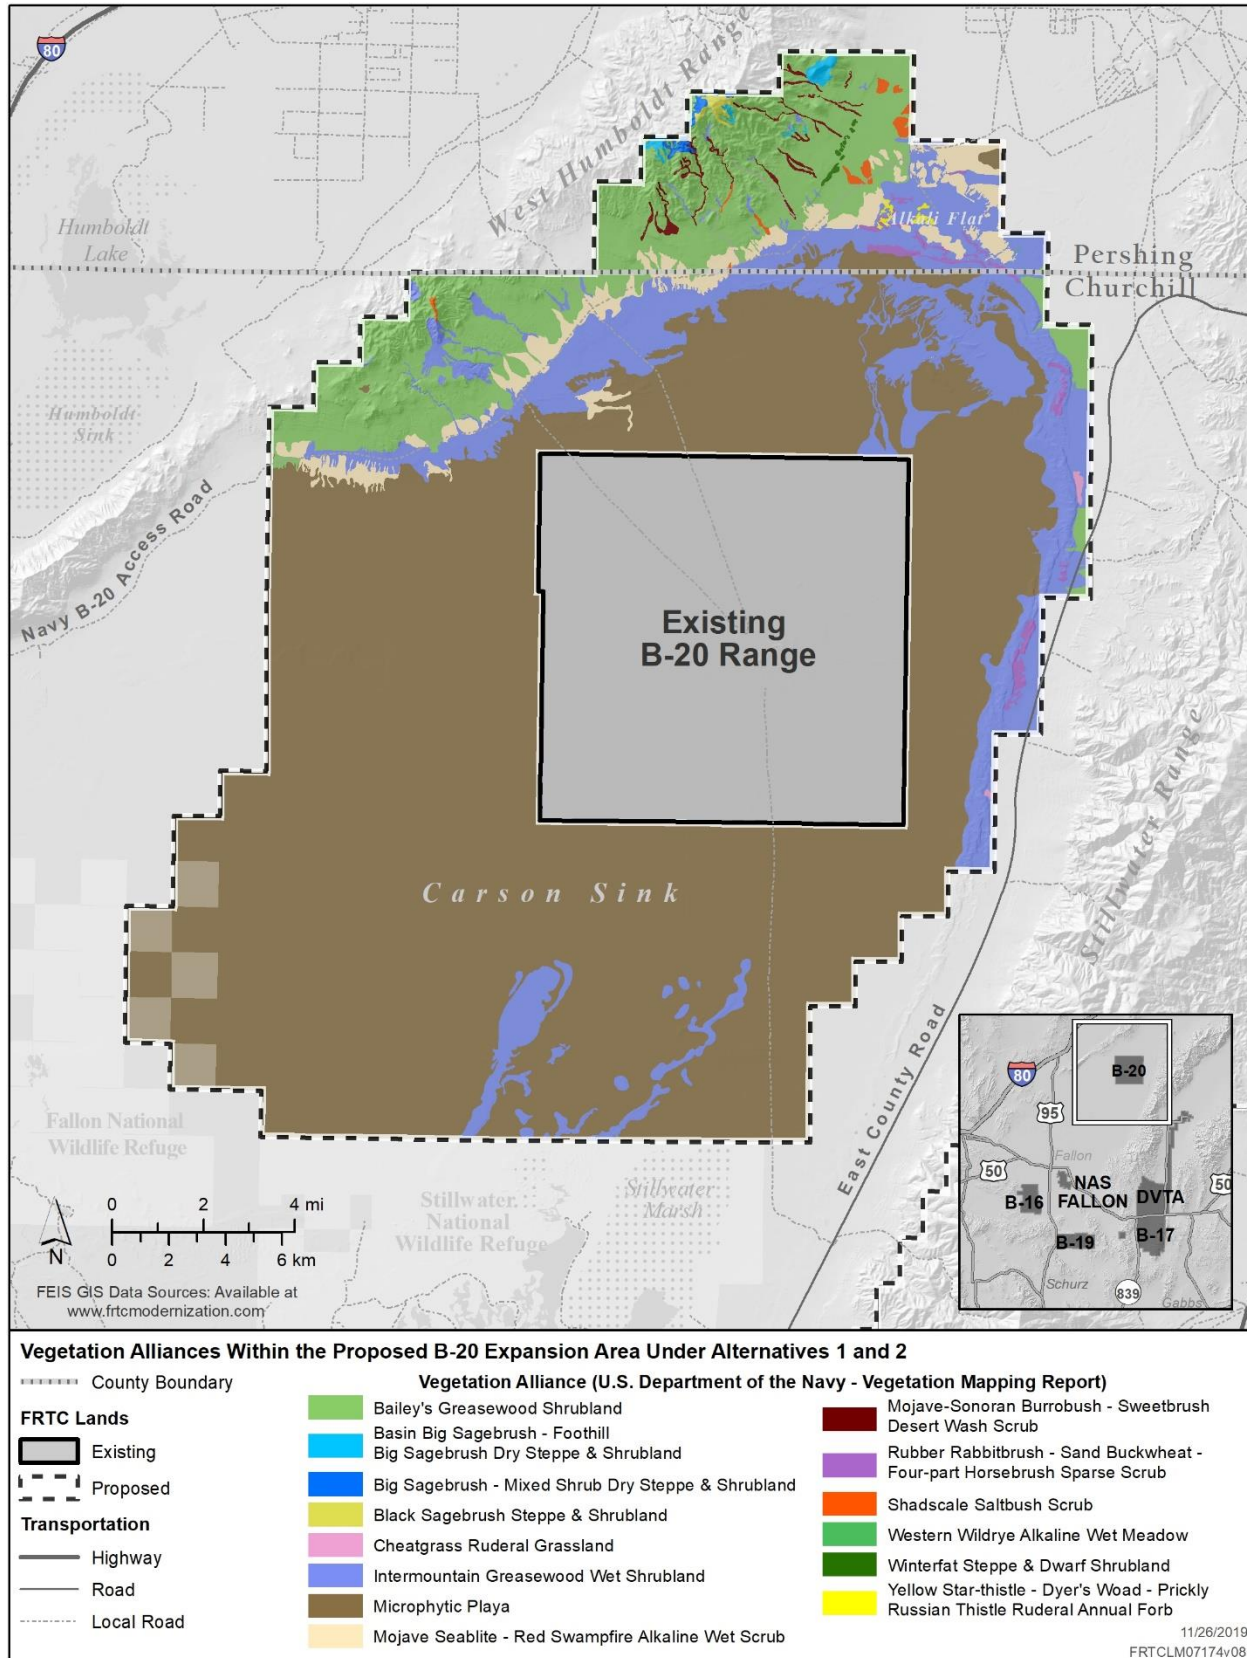 80
West Humboldt Range
Humboldt
Lake
Alkali Flat
Pershing
Churchill
Humboldt
Sink
Navy B-20 Access Road
Existing
B-20 Range
Stillwater Range
Carson Sink
East County Road
Fallon National
Wildlife Refuge
Stillwater
National
Wildlife Refuge
Stillwater
Marsh
N
0 2 4 mi
0 2 4 6 km
FEIS GIS Data Sources: Available at
www.frtcmodernization.com
80
B-20
95
50
Fallon
NAS
FALLON
DVTA
50
B-16
B-19
B-17
Schurz
839
Gabbs
Vegetation Alliances Within the Proposed B-20 Expansion Area Under Alternatives 1 and 2
County Boundary
FRTC Lands
Existing
Proposed
Transportation
Highway
Road
Local Road
Vegetation Alliance (U.S. Department of the Navy - Vegetation Mapping Report)
Bailey's Greasewood Shrubland
Basin Big Sagebrush - Foothill
Big Sagebrush Dry Steppe & Shrubland
Big Sagebrush - Mixed Shrub Dry Steppe & Shrubland
Black Sagebrush Steppe & Shrubland
Cheatgrass Ruderal Grassland
Intermountain Greasewood Wet Shrubland
Microphytic Playa
Mojave Seablite - Red Swampfire Alkaline Wet Scrub
Mojave-Sonoran Burrobush - Sweetbrush
Desert Wash Scrub
Rubber Rabbitbrush - Sand Buckwheat -
Four-part Horsebrush Sparse Scrub
Shadscale Saltbush Scrub
Western Wildrye Alkaline Wet Meadow
Winterfat Steppe & Dwarf Shrubland
Yellow Star-thistle - Dyer's Woad - Prickly
Russian Thistle Ruderal Annual Forb
11/26/2019
FRTCLM07174v08